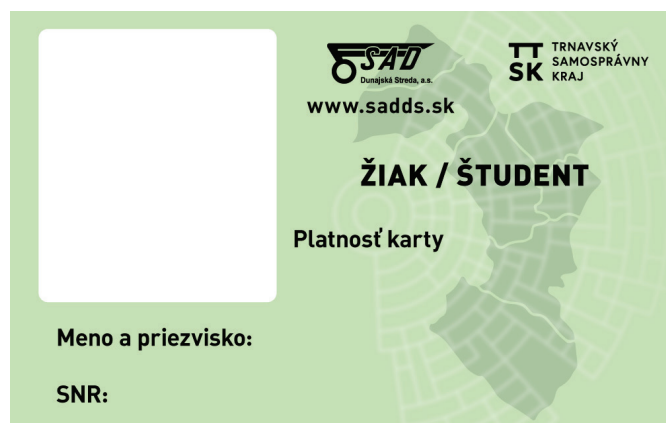 SAD
Dunajská Streda, a.s.
www.sadds.sk
TT SK
TRNAVSKÝ
SAMOSPRÁVNY
KRAJ
ŽIAK / ŠTUDENT
Platnosť karty
Meno a priezvisko:
SNR: